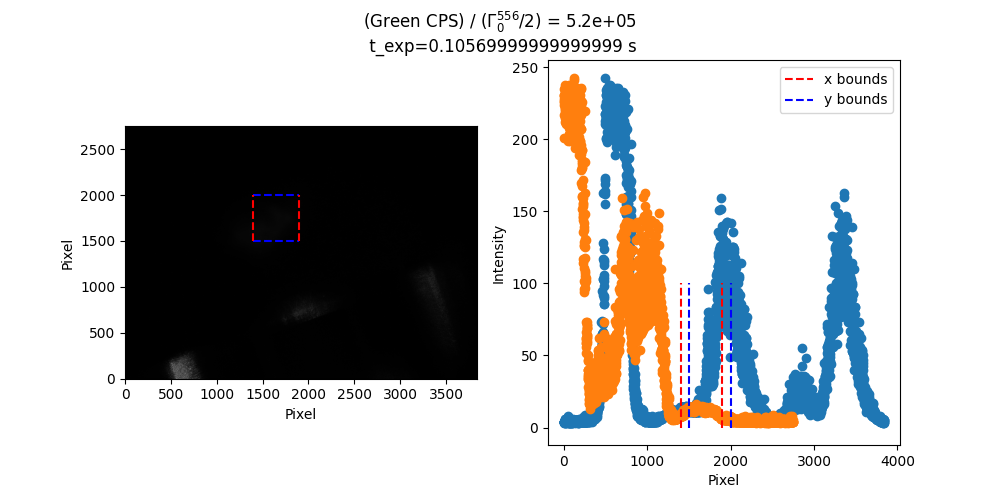 (Green CPS) / (Γ₀⁵⁵⁶/2) = 5.2e+05
t_exp=0.10569999999999999 s
2500
2000
1500
1000
500
0
Pixel
0 500 1000 1500 2000 2500 3000 3500
Pixel
250
200
150
100
50
0
Intensity
0 1000 2000 3000 4000
Pixel
x bounds
y bounds